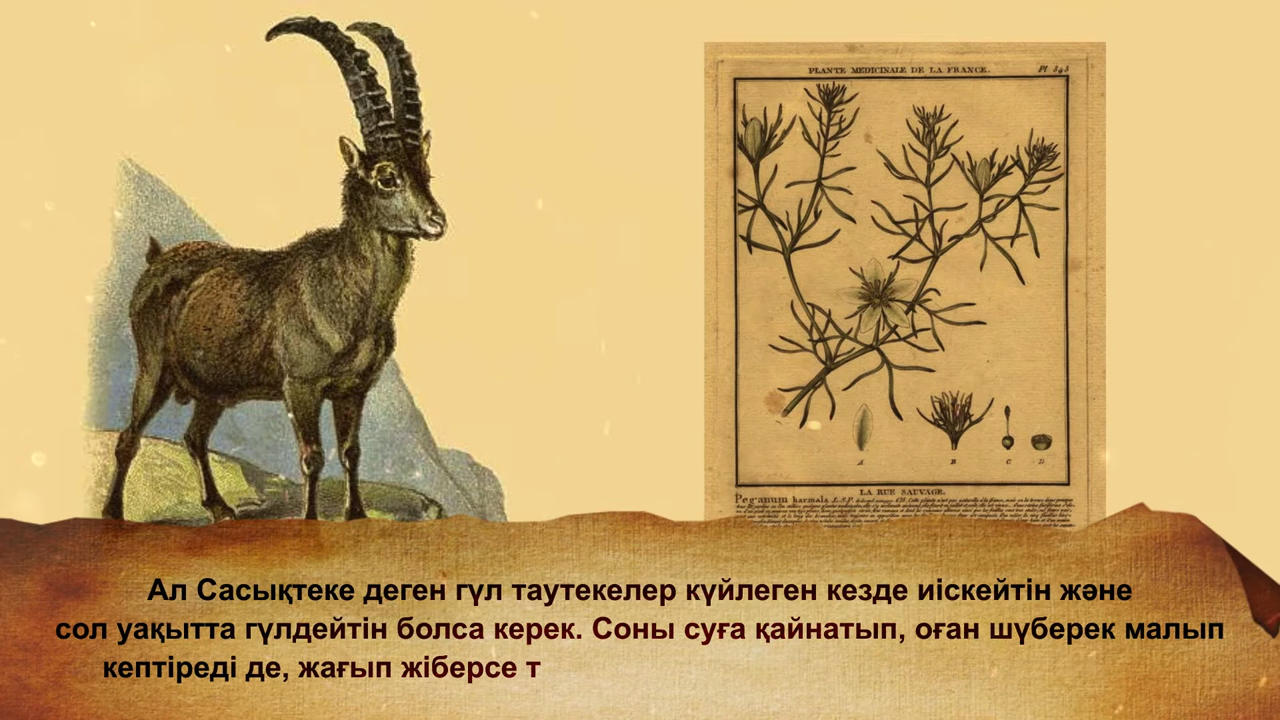 PLANTE MEDICINALE DE LA FRANCE.
Pl 343
A B C D
LA RUE SAUVAGE.
Peganum harmala L.S.P.
Ал Сасықтеке деген гүл таутекелер күйлеген кезде иіскейтін және
сол уақытта гүлдейтін болса керек. Соны суға қайнатып, оған шүберек малып
кептіреді де, жағып жіберсе т